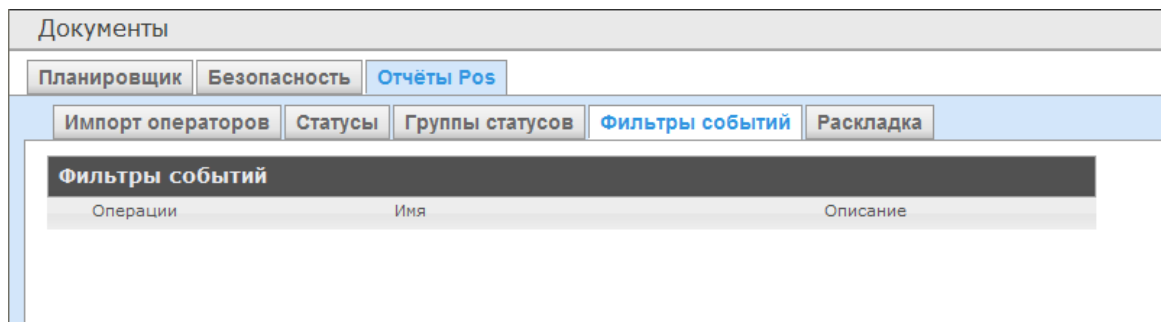 Документы
Планировщик Безопасность Отчёты Pos
Импорт операторов Статусы Группы статусов Фильтры событий Раскладка
Фильтры событий
Операции Имя Описание